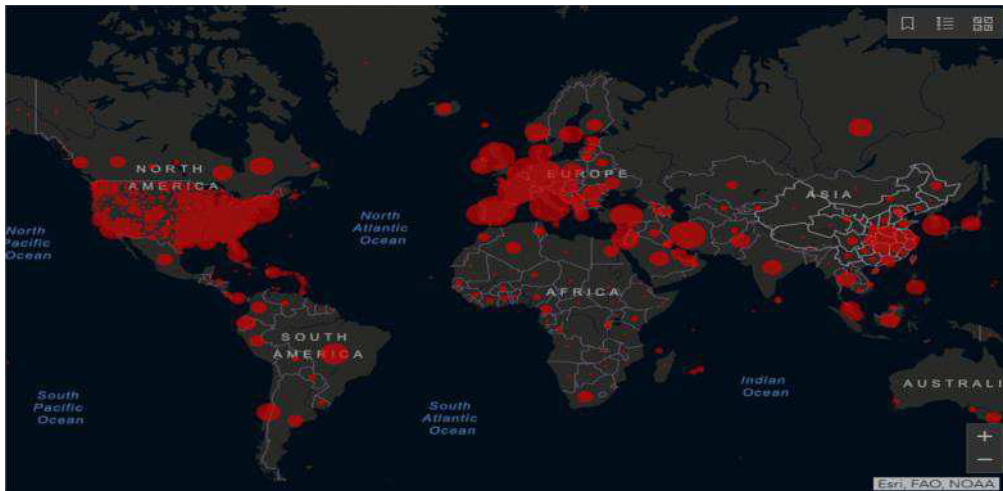 NORTH
AMERICA
EUROPE
ASIA
North
Pacific
Ocean
North
Atlantic
Ocean
AFRICA
SOUTH
AMERICA
South
Pacific
Ocean
South
Atlantic
Ocean
Indian
Ocean
AUSTRALI
+
−
Esri, FAO, NOAA